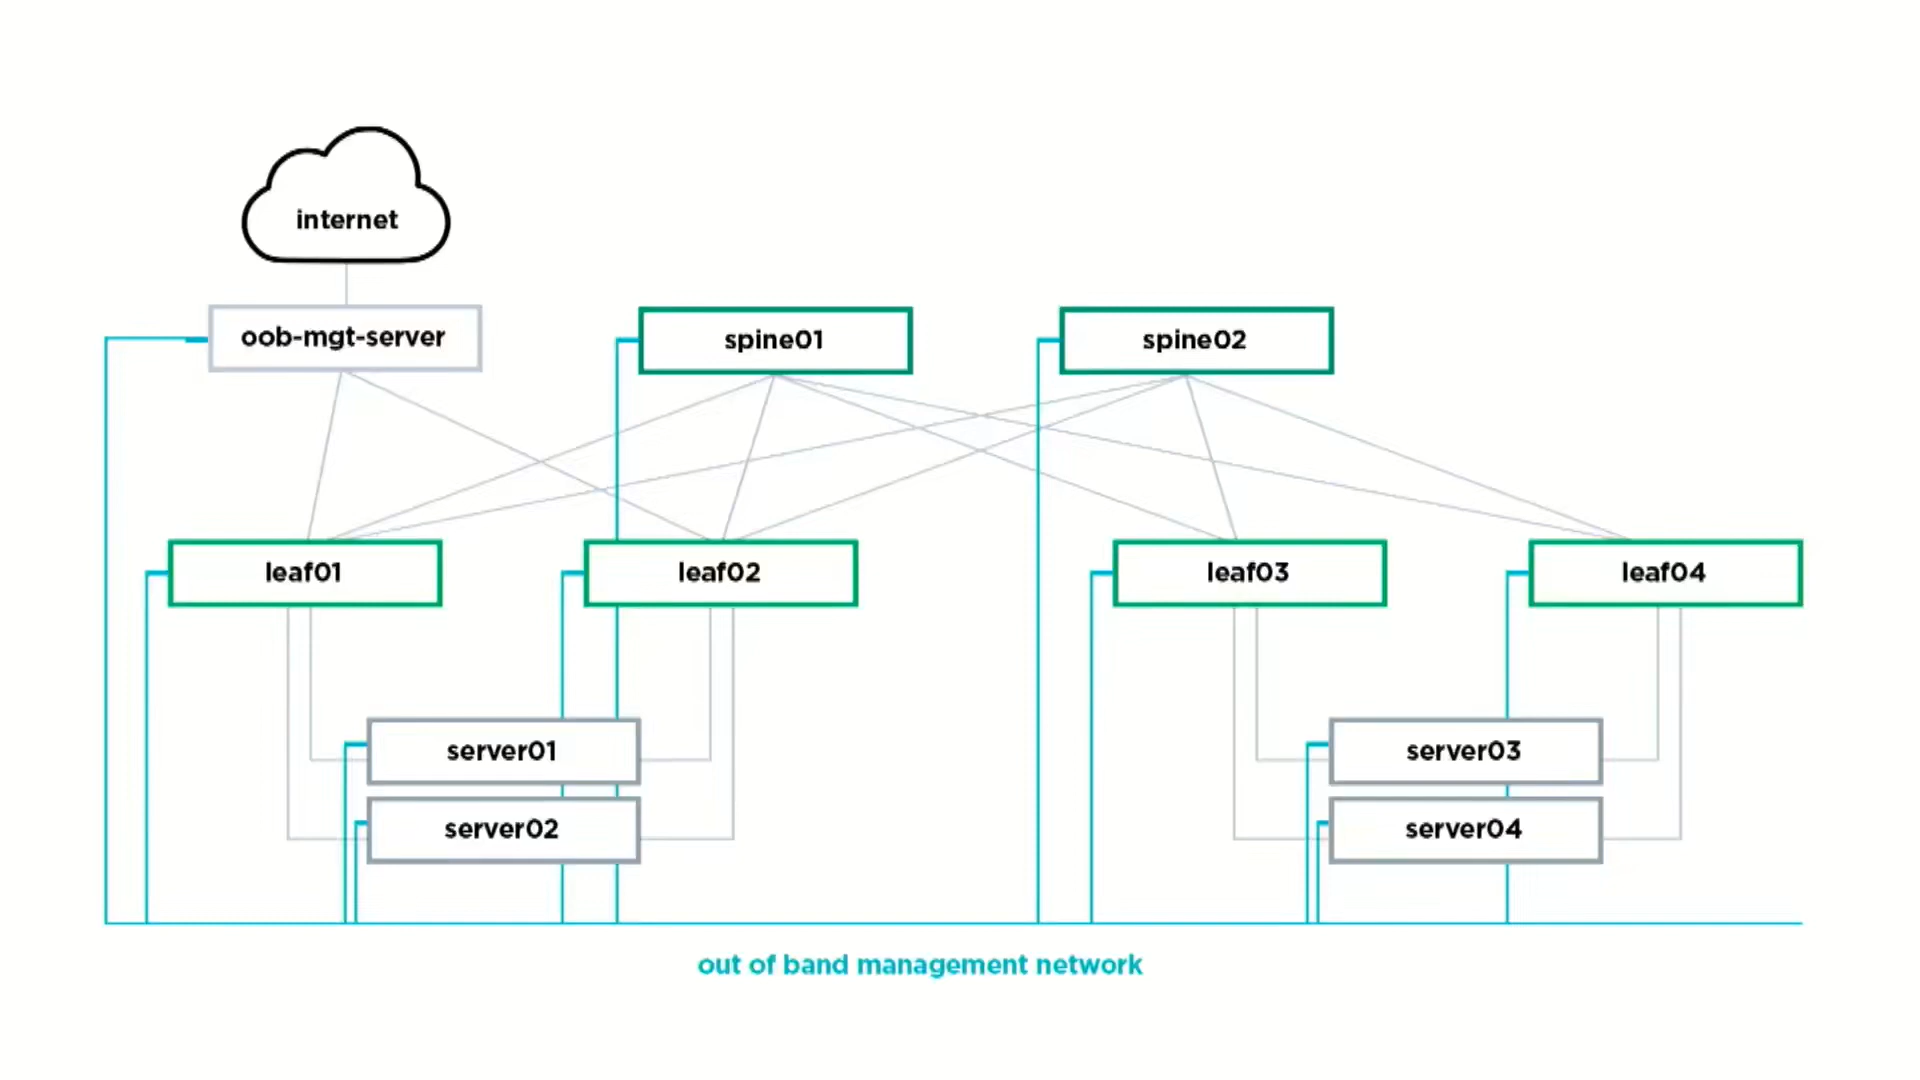 internet
oob-mgt-server
spine01
spine02
leaf01
leaf02
leaf03
leaf04
server01
server03
server02
server04
out of band management network